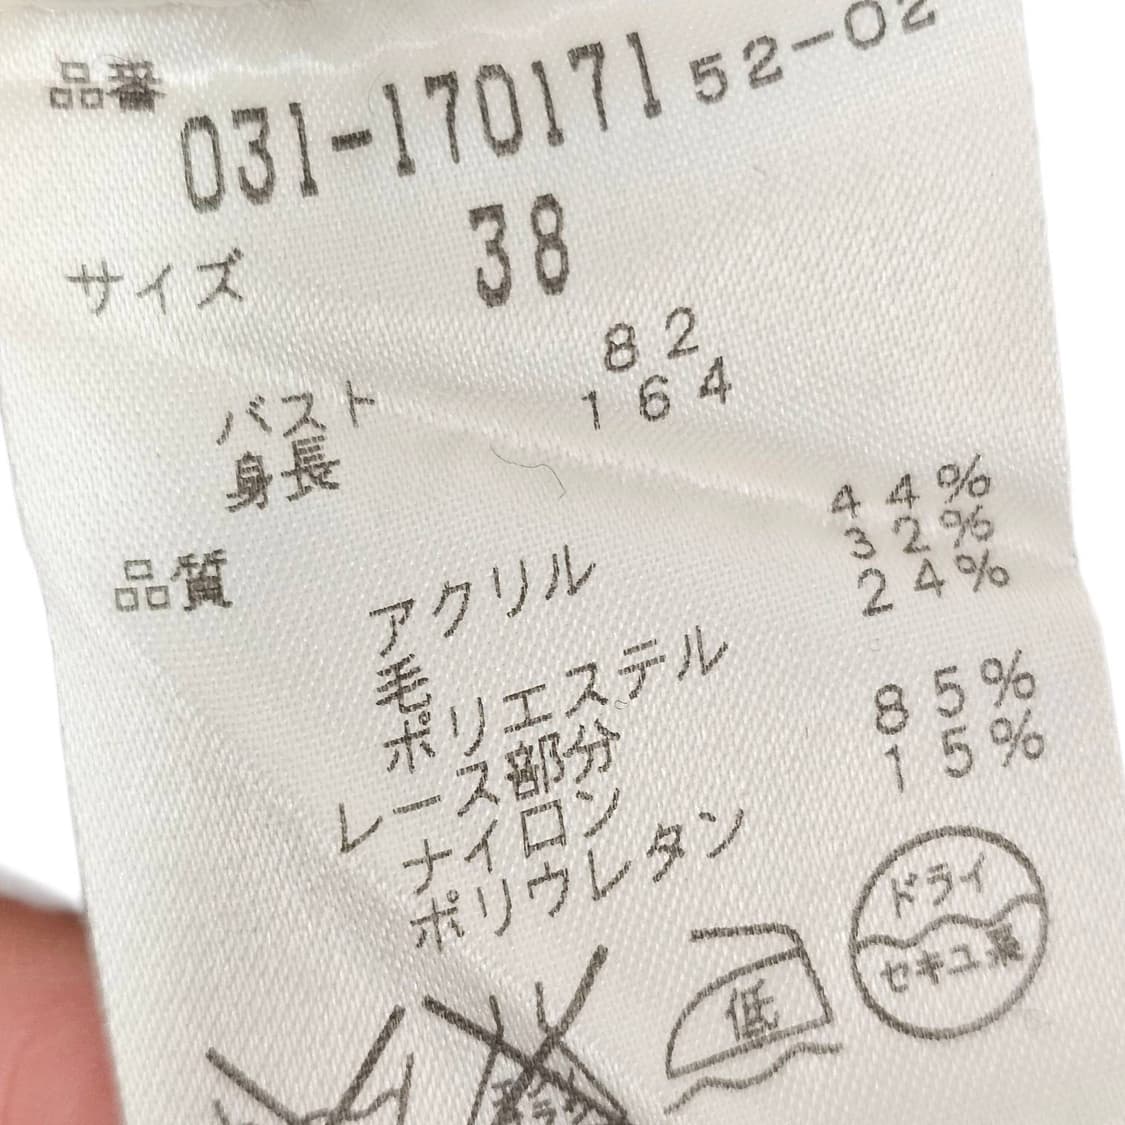 品番 031-170171 52-02
サイズ 38
バスト 82
身長 164
品質 アクリル 44%
毛 32%
ポリエステル 24%
レース部分
ナイロン 85%
ポリウレタン 15%
ドライ
セキユ系
低